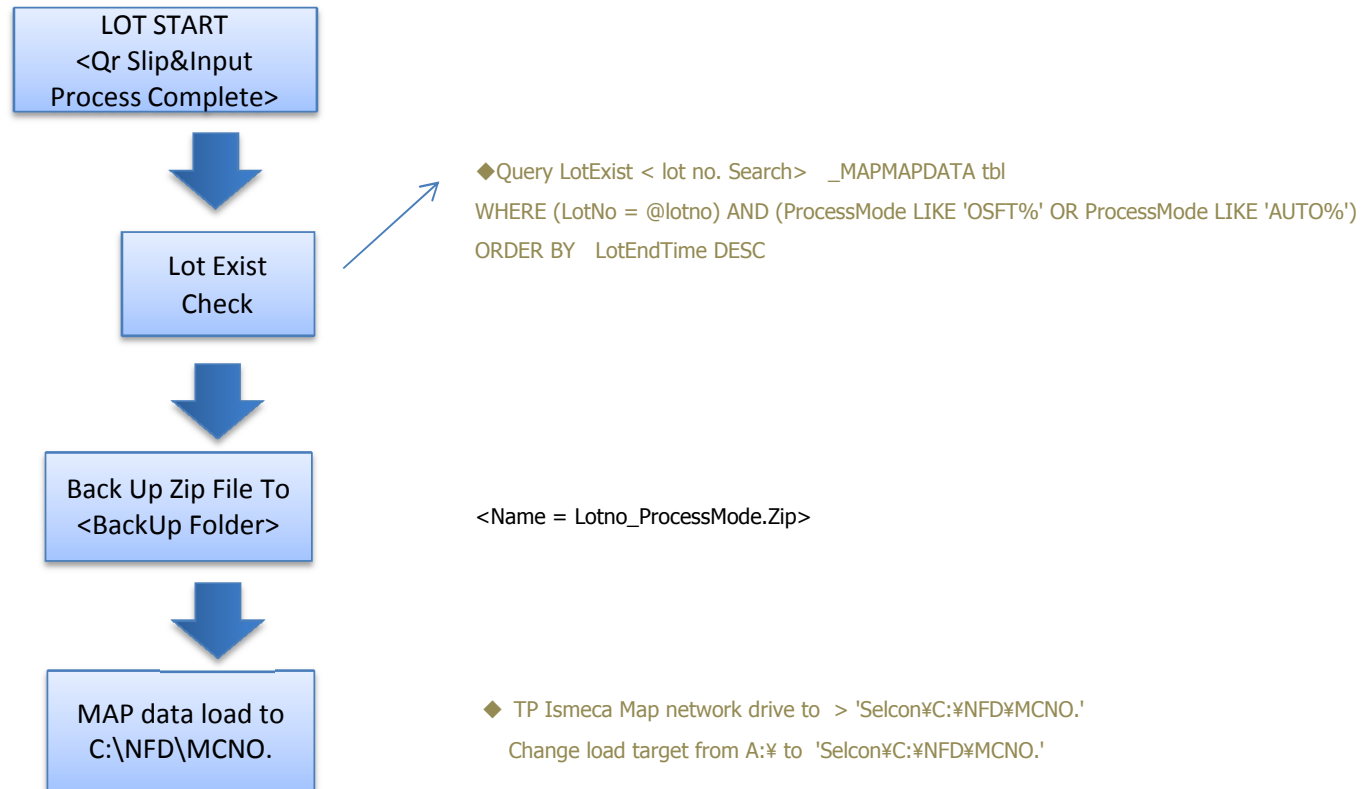 LOT START
<Qr Slip&Input
Process Complete>
◆Query LotExist < lot no. Search> _MAPMAPDATA tbl
WHERE (LotNo = @lotno) AND (ProcessMode LIKE 'OSFT%' OR ProcessMode LIKE 'AUTO%')
ORDER BY LotEndTime DESC
Lot Exist
Check
Back Up Zip File To
<BackUp Folder>
<Name = Lotno_ProcessMode.Zip>
MAP data load to
C:\NFD\MCNO.
◆ TP Ismeca Map network drive to > 'Selcon¥C:¥NFD¥MCNO.'
Change load target from A:¥ to 'Selcon¥C:¥NFD¥MCNO.'